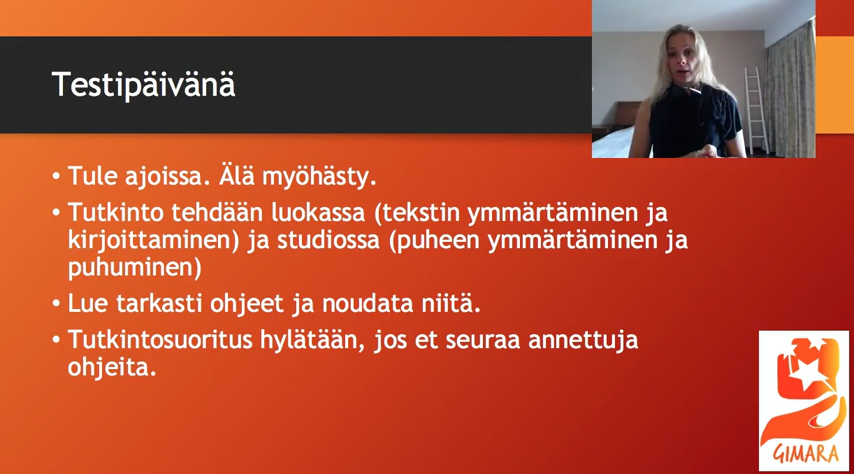 Testipäivänä
• Tule ajoissa. Älä myöhästy.
• Tutkinto tehdään luokassa (tekstin ymmärtäminen ja
kirjoittaminen) ja studiossa (puheen ymmärtäminen ja
puhuminen)
• Lue tarkasti ohjeet ja noudata niitä.
• Tutkintosuoritus hylätään, jos et seuraa annettuja
ohjeita.
GIMARA